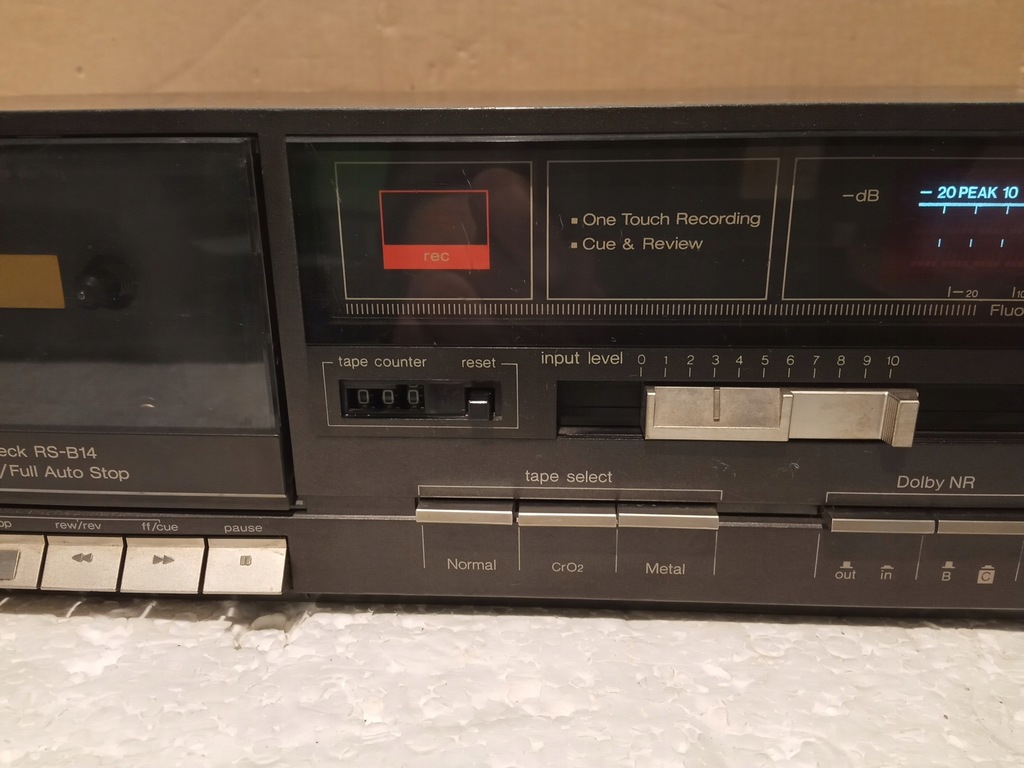 rec
One Touch Recording
Cue & Review
-dB
- 20 PEAK 10
-20
Fluo
tape counter
reset
000
input level
0 1 2 3 4 5 6 7 8 9 10
eck RS-B14
/Full Auto Stop
tape select
Dolby NR
op
rew/rev
ff/cue
pause
Normal
CrO2
Metal
out
in
B
C